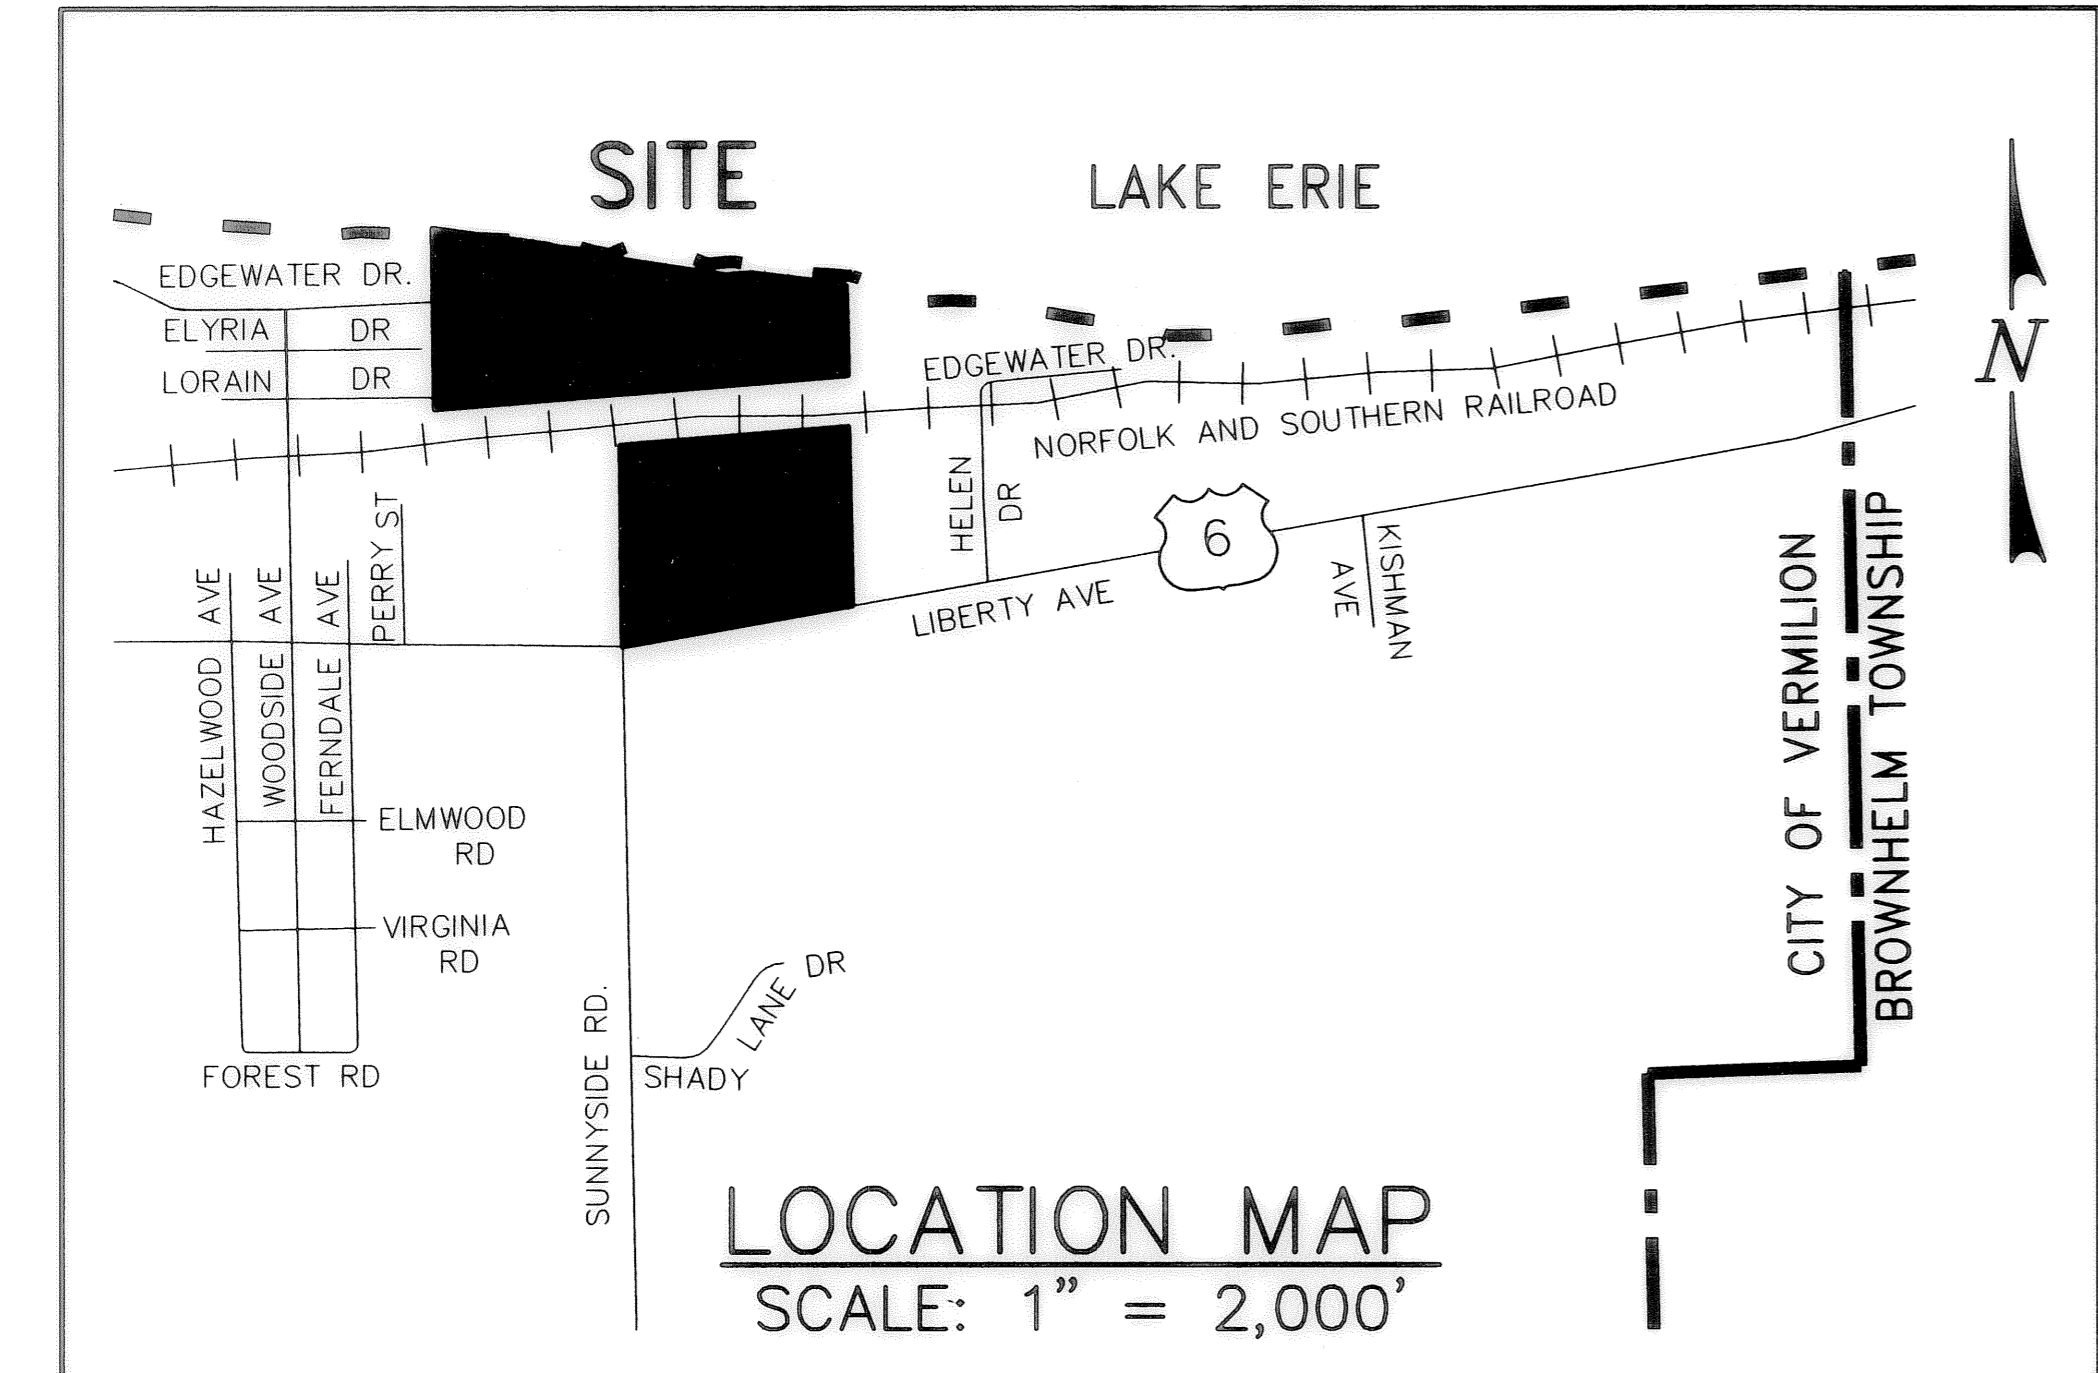 SITE
LAKE ERIE
EDGEWATER DR.
ELYRIA DR
LORAIN DR
EDGEWATER DR.
NORFOLK AND SOUTHERN RAILROAD
N
HELEN
DR
6
LIBERTY AVE
KISHMAN
AVE
PERRY ST
HAZELWOOD AVE
WOODSIDE AVE
FERNDALE AVE
CITY OF VERMILION
BROWNHELM TOWNSHIP
ELMWOOD
RD
VIRGINIA
RD
FOREST RD
SUNNYSIDE RD.
SHADY LANE DR
LOCATION MAP
SCALE: 1" = 2,000'